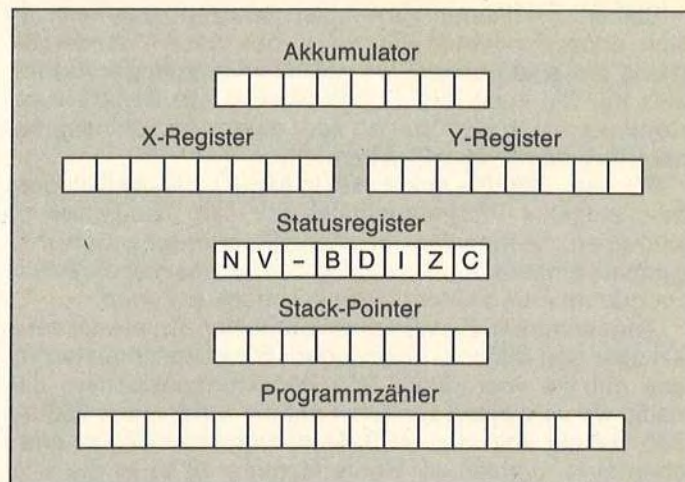 Akkumulator
X-Register Y-Register
Statusregister
N V – B D I Z C
Stack-Pointer
Programmzähler